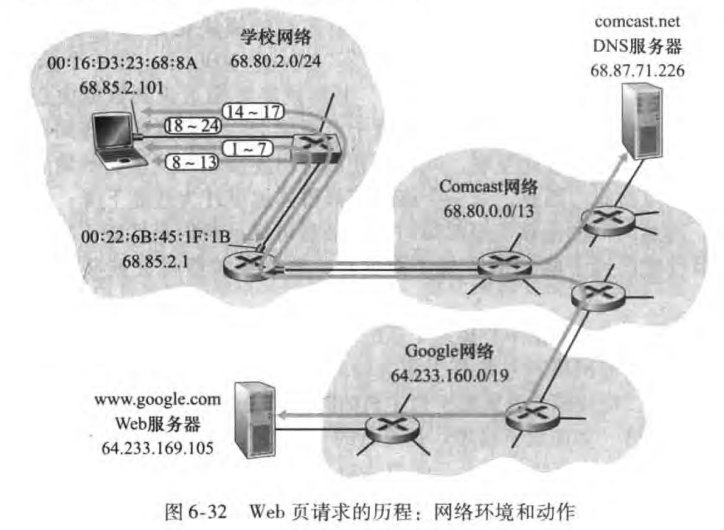 学校网络
68.80.2.0/24
00:16:D3:23:68:8A
68.85.2.101
14~17
18~24
1~7
8~13
00:22:6B:45:1F:1B
68.85.2.1
comcast.net
DNS服务器
68.87.71.226
Comcast网络
68.80.0.0/13
Google网络
64.233.160.0/19
www.google.com
Web服务器
64.233.169.105
图 6-32 Web 页请求的历程：网络环境和动作